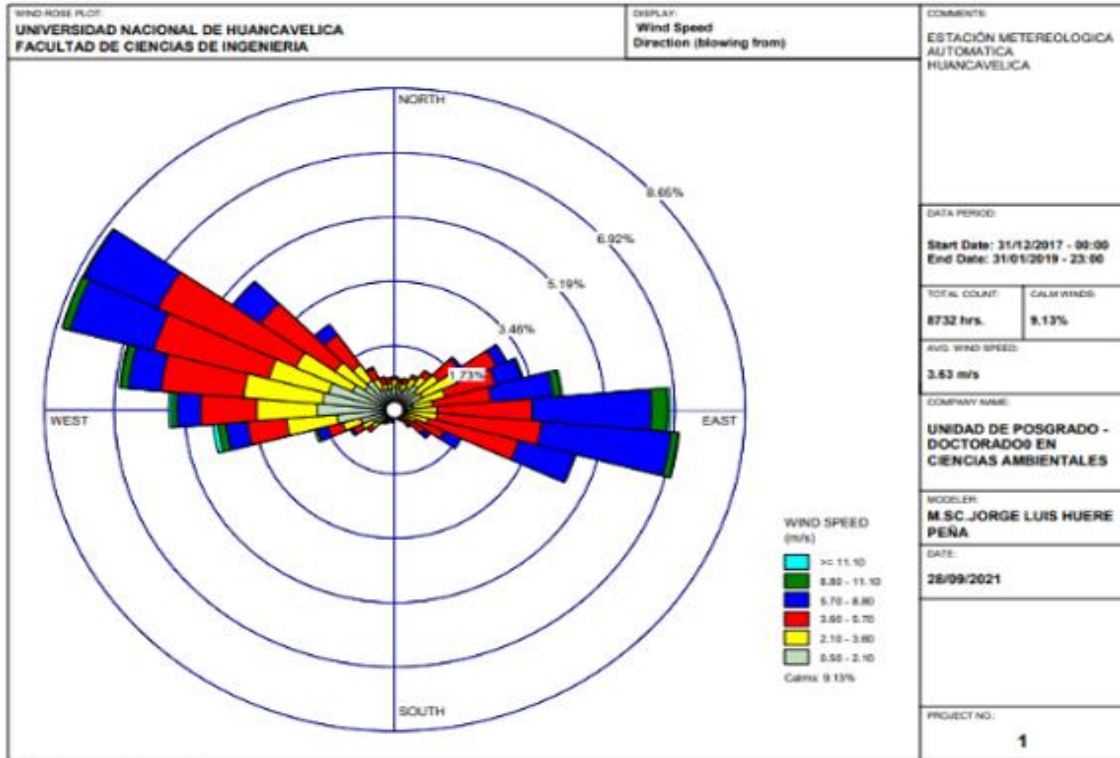 WIND ROSE PLOT:
UNIVERSIDAD NACIONAL DE HUANCAVELICA
FACULTAD DE CIENCIAS DE INGENIERIA
DISPLAY:
Wind Speed
Direction (blowing from)
COMMENTS:
ESTACIÓN METEREOLOGICA
AUTOMATICA
HUANCAVELICA
NORTH
8.65%
6.92%
5.19%
3.46%
1.73%
WEST
EAST
SOUTH
WIND SPEED
(m/s)
>= 11.10
8.80 - 11.10
5.70 - 8.80
3.60 - 5.70
2.10 - 3.60
0.50 - 2.10
Calms: 9.13%
DATA PERIOD:
Start Date: 31/12/2017 - 00:00
End Date: 31/01/2019 - 23:00
TOTAL COUNT:
8732 hrs.
CALM WINDS:
9.13%
AVG. WIND SPEED:
3.53 m/s
COMPANY NAME:
UNIDAD DE POSGRADO -
DOCTORADO0 EN
CIENCIAS AMBIENTALES
MODELER:
M.SC.JORGE LUIS HUERE
PEÑA
DATE:
28/09/2021
PROJECT NO.:
1